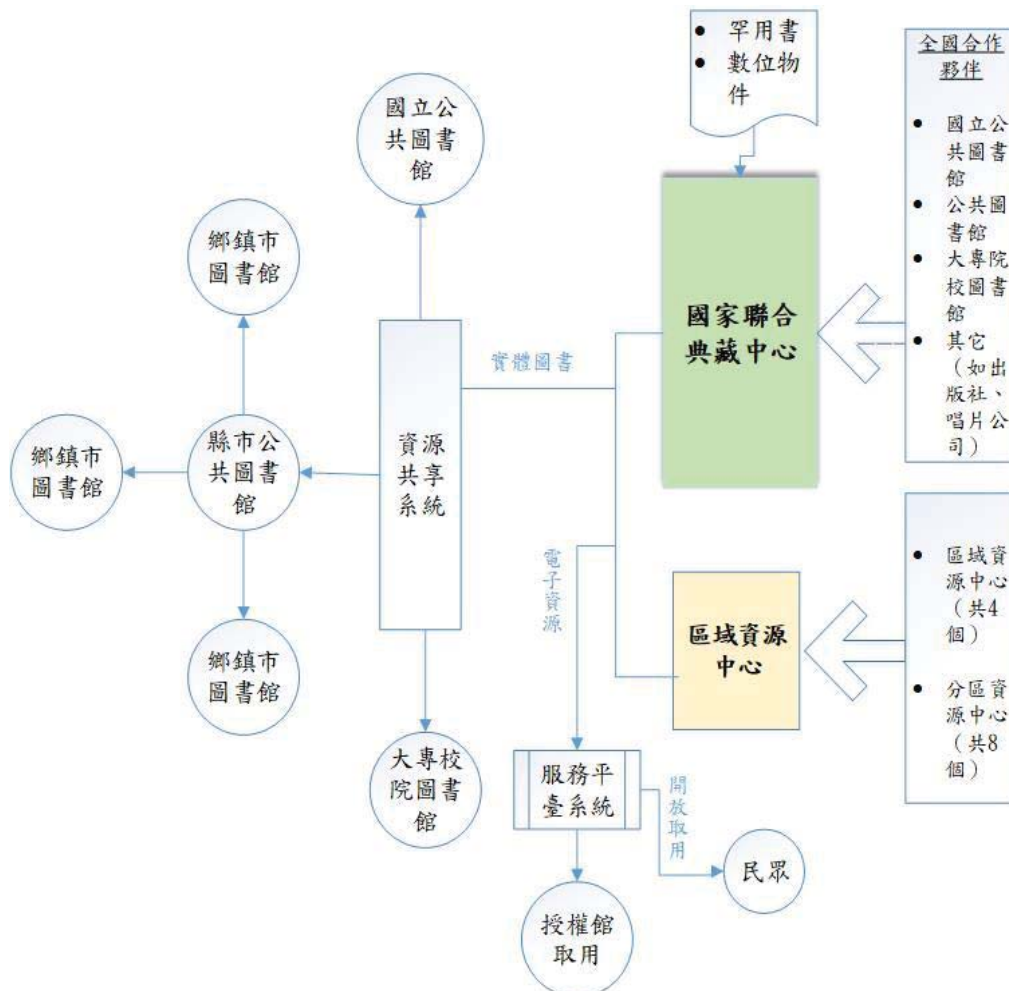 罕用書
數位物
件
全國合作
夥伴
國立公
共圖書
館
公共圖
書館
大專院
校圖書
館
其它
（如出
版社、
唱片公
司）
國立公
共圖書
館
鄉鎮市
圖書館
國家聯合
典藏中心
實體圖書
資源
共享
系統
縣市公
共圖書
館
鄉鎮市
圖書館
鄉鎮市
圖書館
電子資源
區域資源
中心
區域資
源中心
（共4
個）
分區資
源中心
（共8
個）
大專校
院圖書
館
服務平
臺系統
開放取用
民眾
授權館
取用